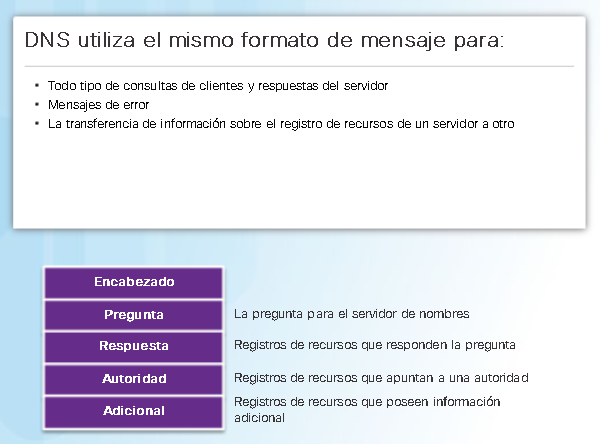 DNS utiliza el mismo formato de mensaje para:
• Todo tipo de consultas de clientes y respuestas del servidor
• Mensajes de error
• La transferencia de información sobre el registro de recursos de un servidor a otro
Encabezado
Pregunta La pregunta para el servidor de nombres
Respuesta Registros de recursos que responden la pregunta
Autoridad Registros de recursos que apuntan a una autoridad
Adicional Registros de recursos que poseen información
adicional